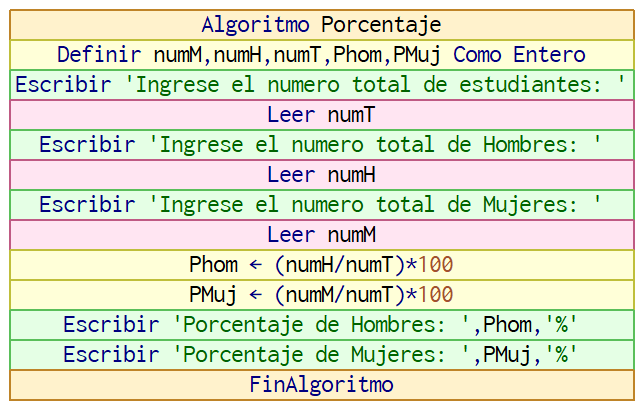 Algoritmo Porcentaje
Definir numM,numH,numT,Phom,PMuj Como Entero
Escribir 'Ingrese el numero total de estudiantes: '
Leer numT
Escribir 'Ingrese el numero total de Hombres: '
Leer numH
Escribir 'Ingrese el numero total de Mujeres: '
Leer numM
Phom ← (numH/numT)*100
PMuj ← (numM/numT)*100
Escribir 'Porcentaje de Hombres: ',Phom,'%'
Escribir 'Porcentaje de Mujeres: ',PMuj,'%'
FinAlgoritmo